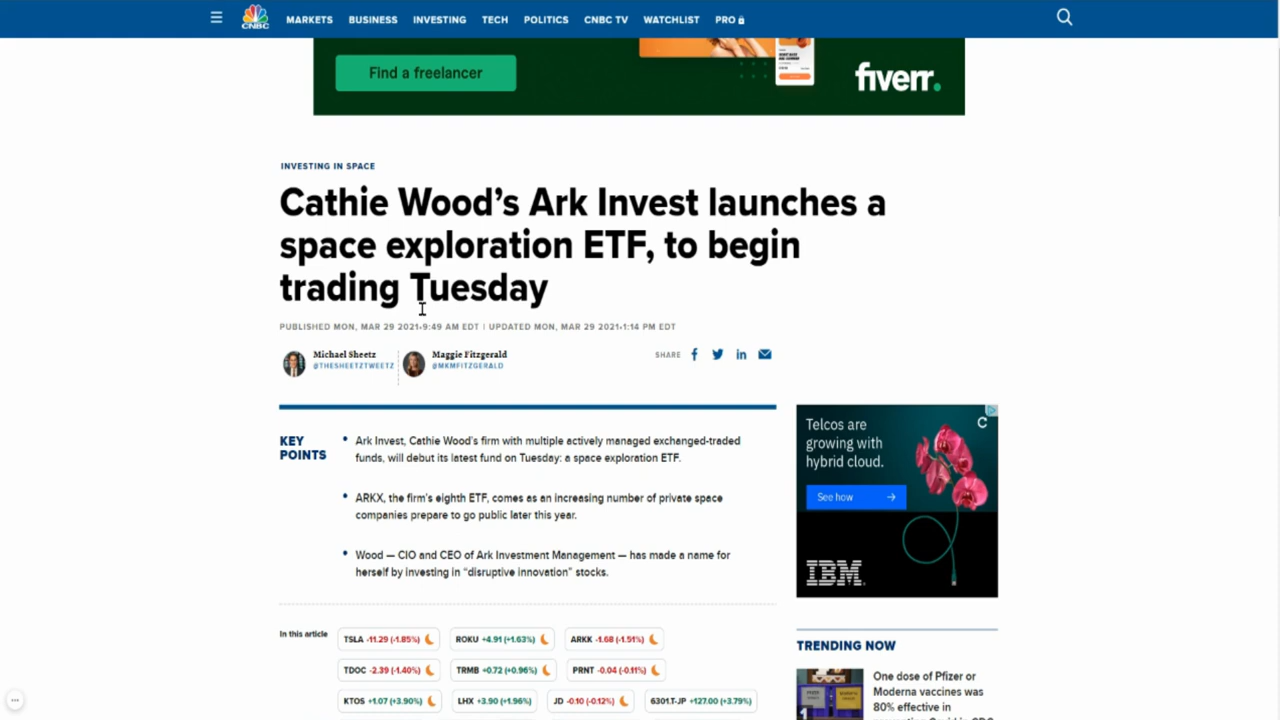 CNBC
MARKETS BUSINESS INVESTING TECH POLITICS CNBC TV WATCHLIST PRO
Find a freelancer
fiverr.
INVESTING IN SPACE
Cathie Wood's Ark Invest launches a
space exploration ETF, to begin
trading Tuesday
PUBLISHED MON, MAR 29 2021•9:49 AM EDT | UPDATED MON, MAR 29 2021•1:14 PM EDT
Michael Sheetz
@THESHEETZTWEETZ
Maggie Fitzgerald
@MKMFITZGERALD
SHARE
KEY
POINTS
• Ark Invest, Cathie Wood's firm with multiple actively managed exchanged-traded
funds, will debut its latest fund on Tuesday: a space exploration ETF.
• ARKX, the firm's eighth ETF, comes as an increasing number of private space
companies prepare to go public later this year.
• Wood — CIO and CEO of Ark Investment Management — has made a name for
herself by investing in “disruptive innovation” stocks.
In this article
TSLA -11.29 (-1.85%) ROKU +4.91 (+1.63%) ARKK -1.68 (-1.51%)
TDOC -2.39 (-1.40%) TRMB +0.72 (+0.96%) PRNT -0.04 (-0.11%)
KTOS +1.07 (+3.90%) LHX +3.90 (+1.96%) JD -0.10 (-0.12%) 6301.T-JP +127.00 (+3.79%)
Telcos are
growing with
hybrid cloud.
See how →
IBM
TRENDING NOW
1
One dose of Pfizer or
Moderna vaccines was
80% effective in